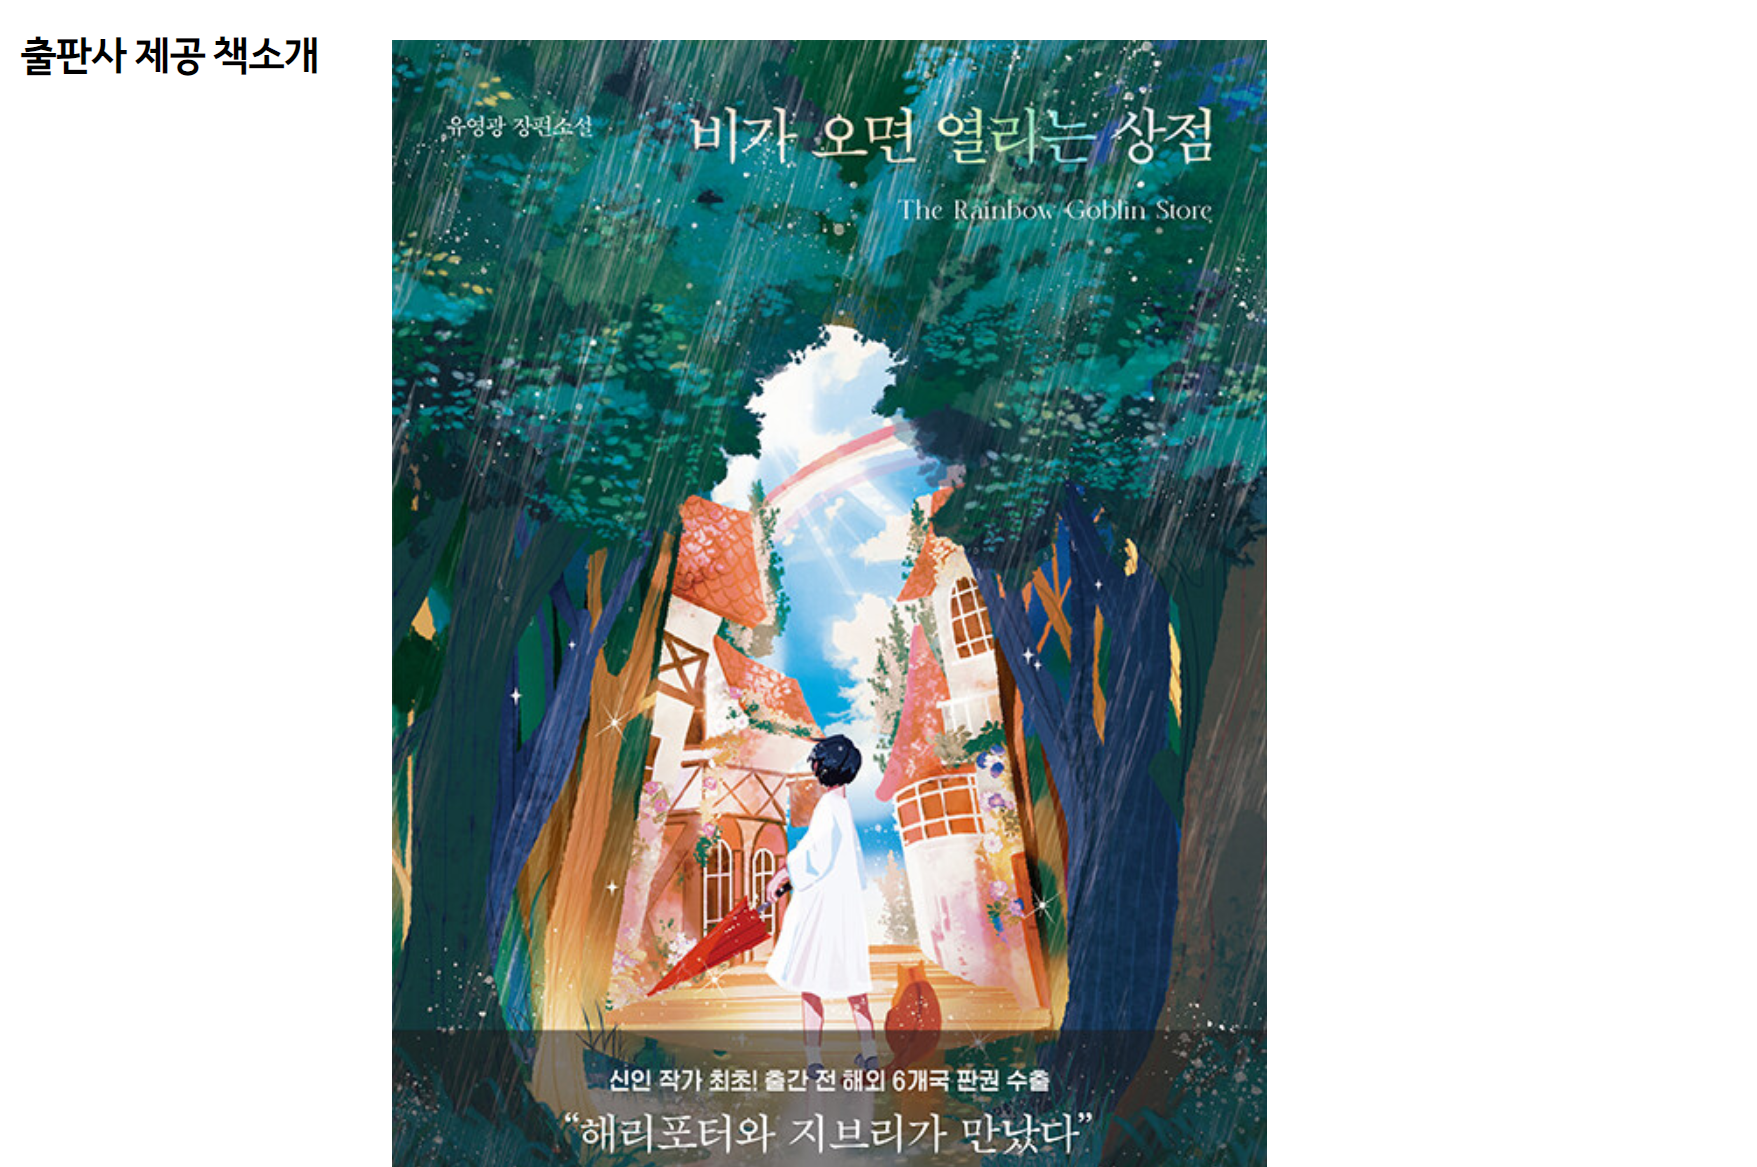 출판사 제공 책소개
유영광 장편소설
비가 오면 열리는 상점
The Rainbow Goblin Store
신인 작가 최초! 출간 전 해외 6개국 판권 수출
“해리포터와 지브리가 만났다”